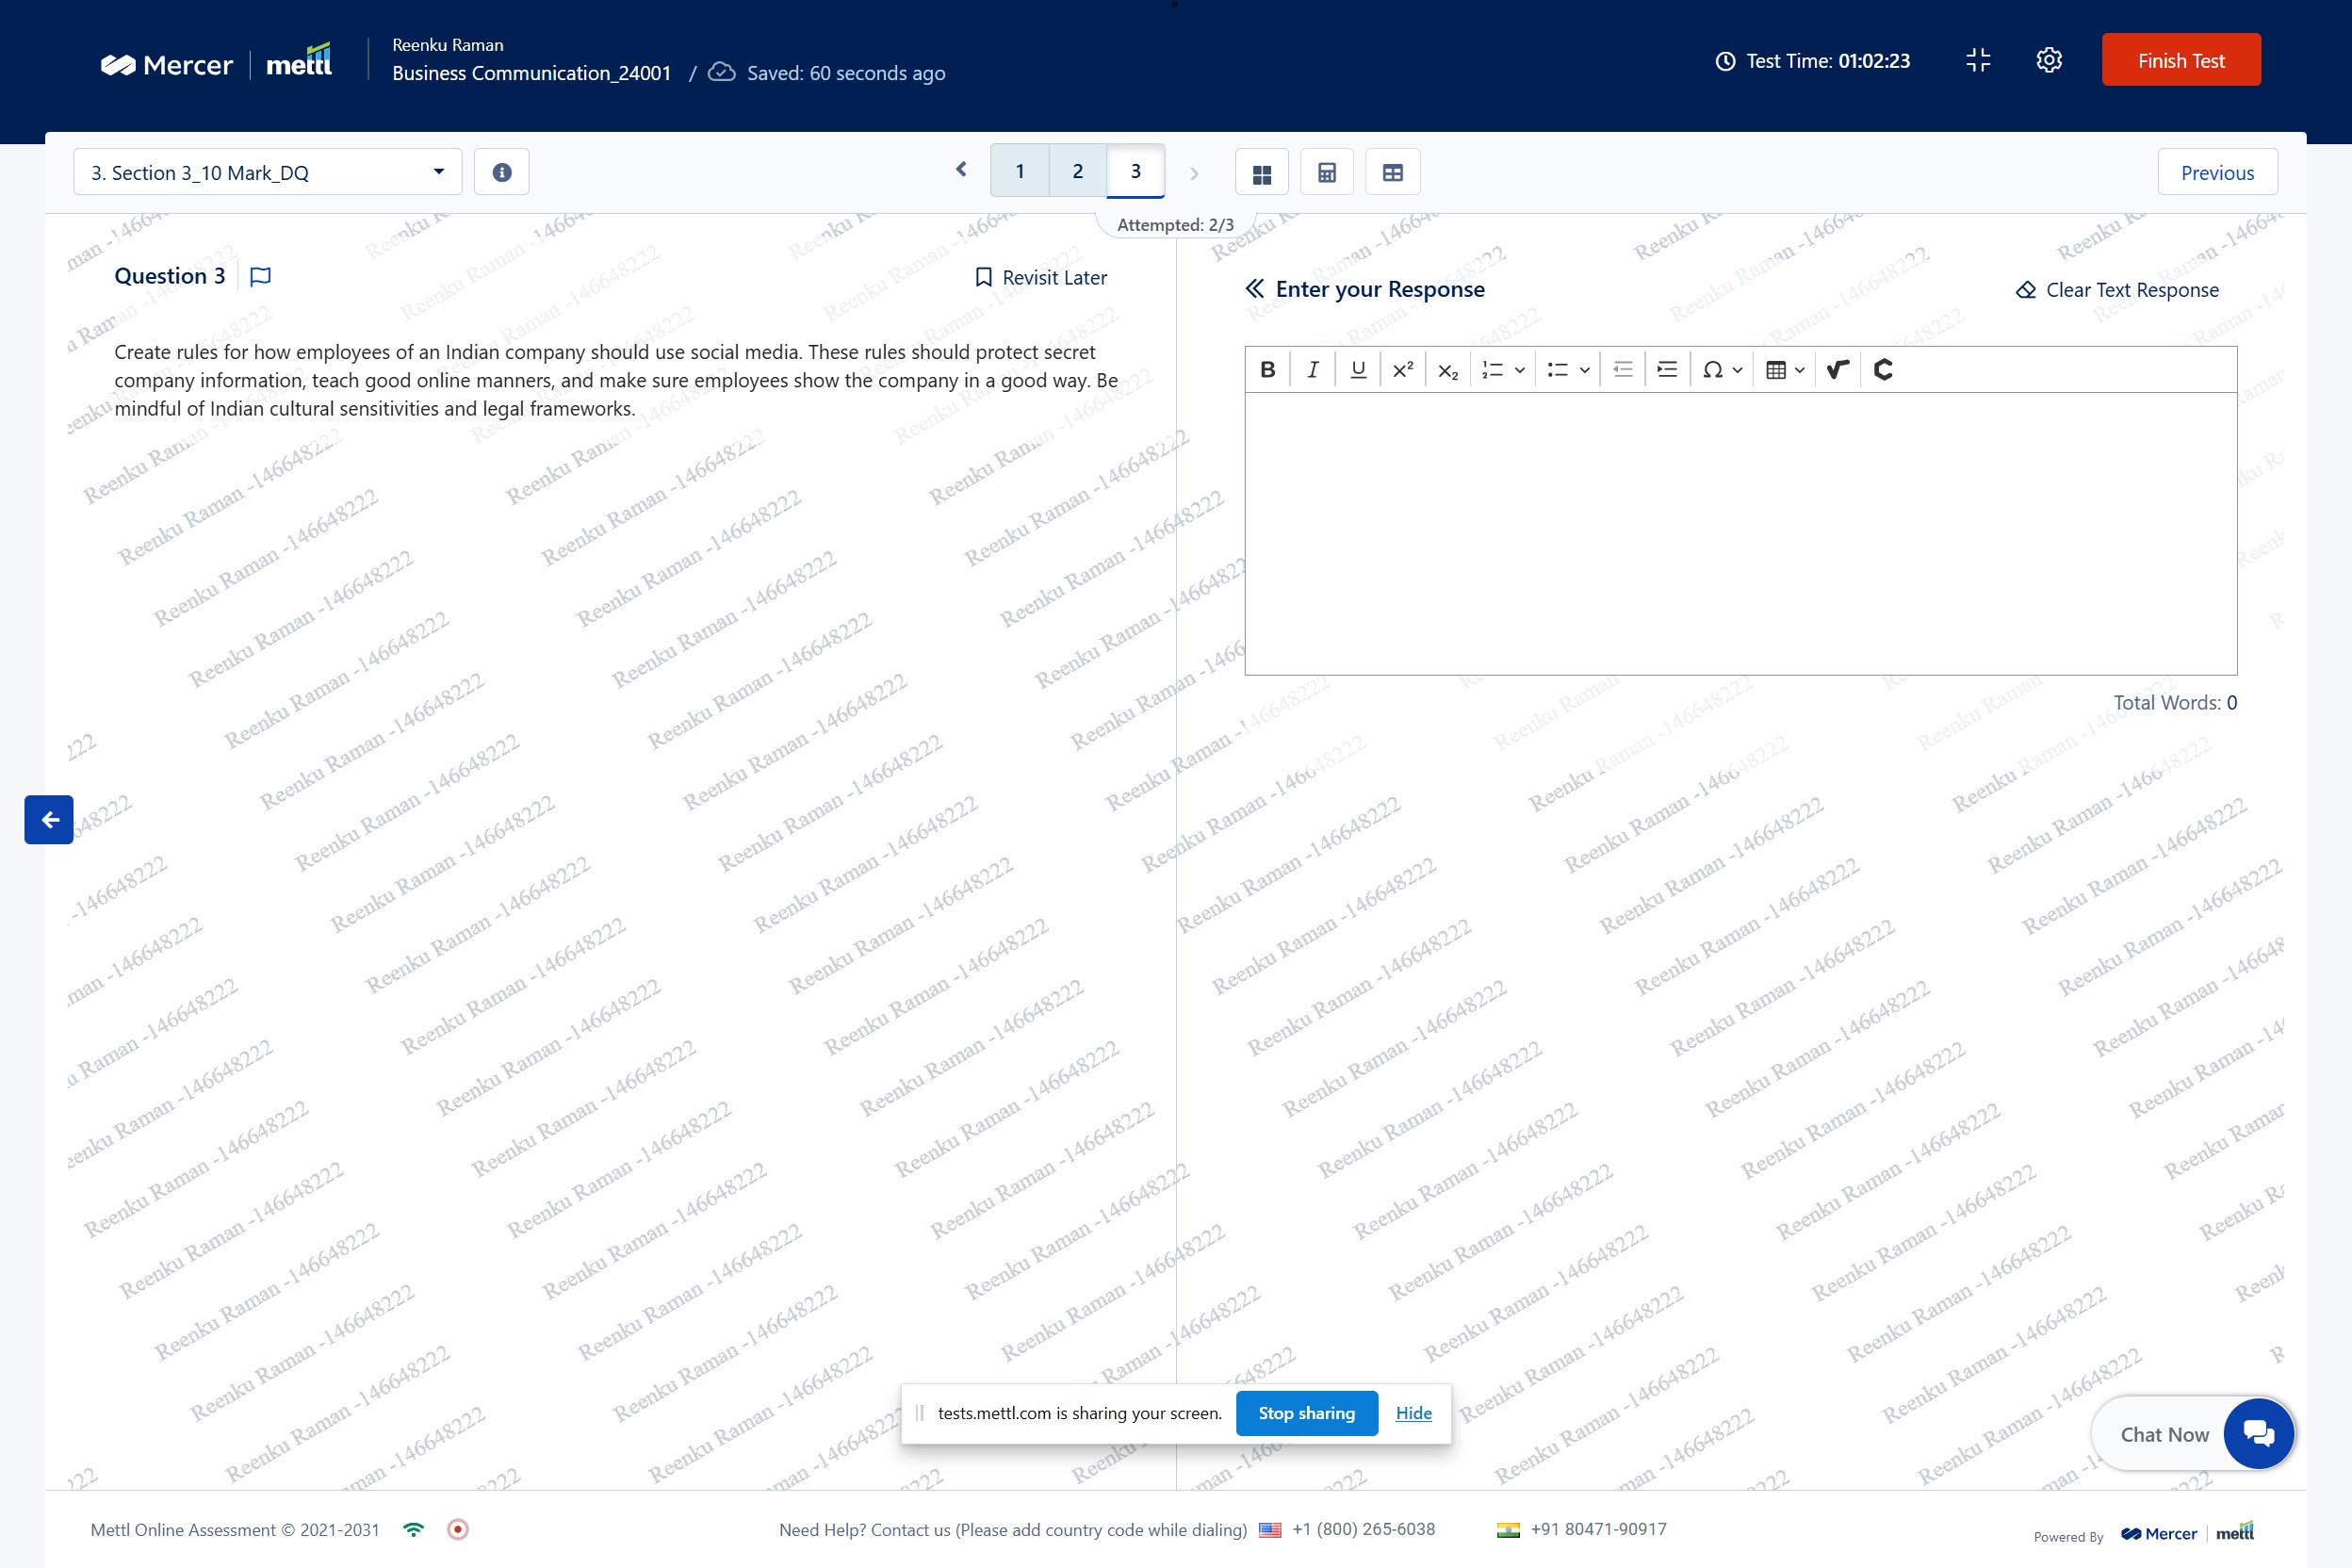 Mercer | mettl
Reenku Raman
Business Communication_24001 / Saved: 60 seconds ago
Test Time: 01:02:23
Finish Test
3. Section 3_10 Mark_DQ
1 2 3
Previous
Attempted: 2/3
Question 3
Revisit Later
Create rules for how employees of an Indian company should use social media. These rules should protect secret
company information, teach good online manners, and make sure employees show the company in a good way. Be
mindful of Indian cultural sensitivities and legal frameworks.
Enter your Response
Clear Text Response
Total Words: 0
Reenku Raman -146648222
tests.mettl.com is sharing your screen.
Stop sharing
Hide
Chat Now
Mettl Online Assessment © 2021-2031
Need Help? Contact us (Please add country code while dialing) +1 (800) 265-6038 +91 80471-90917
Powered By Mercer | mettl